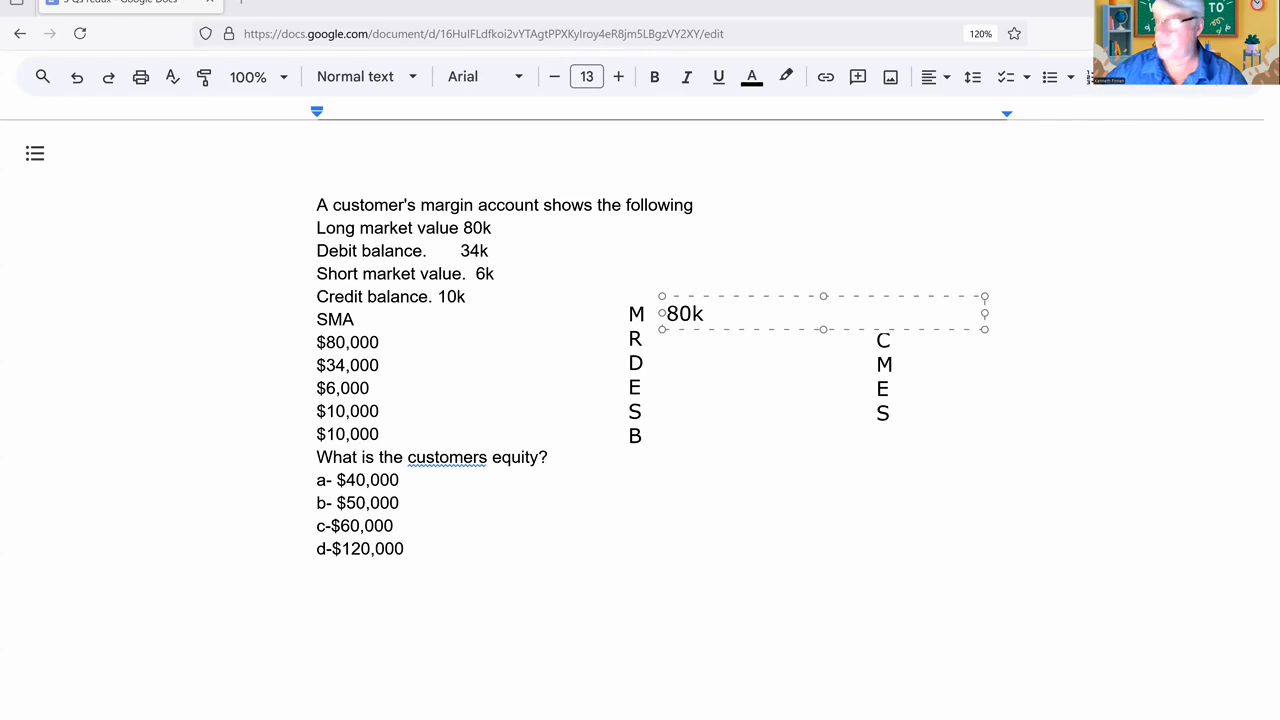 https://docs.google.com/document/d/16HuIFLdfkoi2vYTAgtPPXKyIroy4eR8jm5LBgzVY2XY/edit
120%
100% Normal text Arial 13 B I U A
TO
A customer's margin account shows the following
Long market value 80k
Debit balance. 34k
Short market value. 6k
Credit balance. 10k
SMA
$80,000
$34,000
$6,000
$10,000
$10,000
What is the customers equity?
a- $40,000
b- $50,000
c-$60,000
d-$120,000
M 80k
R
D
E
S
B
C
M
E
S